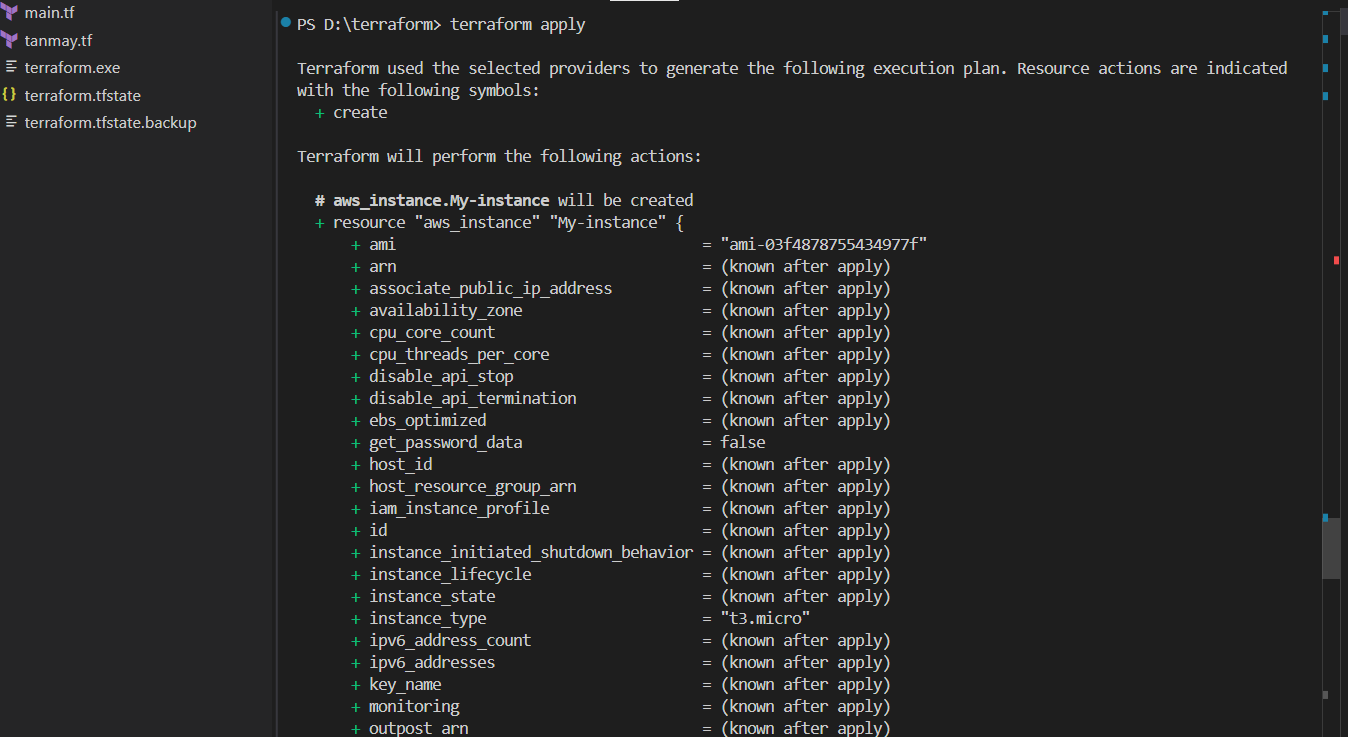 main.tf
tanmay.tf
terraform.exe
terraform.tfstate
terraform.tfstate.backup
PS D:\terraform> terraform apply
Terraform used the selected providers to generate the following execution plan. Resource actions are indicated
with the following symbols:
+ create
Terraform will perform the following actions:
# aws_instance.My-instance will be created
+ resource "aws_instance" "My-instance" {
+ ami = "ami-03f4878755434977f"
+ arn = (known after apply)
+ associate_public_ip_address = (known after apply)
+ availability_zone = (known after apply)
+ cpu_core_count = (known after apply)
+ cpu_threads_per_core = (known after apply)
+ disable_api_stop = (known after apply)
+ disable_api_termination = (known after apply)
+ ebs_optimized = (known after apply)
+ get_password_data = false
+ host_id = (known after apply)
+ host_resource_group_arn = (known after apply)
+ iam_instance_profile = (known after apply)
+ id = (known after apply)
+ instance_initiated_shutdown_behavior = (known after apply)
+ instance_lifecycle = (known after apply)
+ instance_state = (known after apply)
+ instance_type = "t3.micro"
+ ipv6_address_count = (known after apply)
+ ipv6_addresses = (known after apply)
+ key_name = (known after apply)
+ monitoring = (known after apply)
+ outpost_arn = (known after apply)